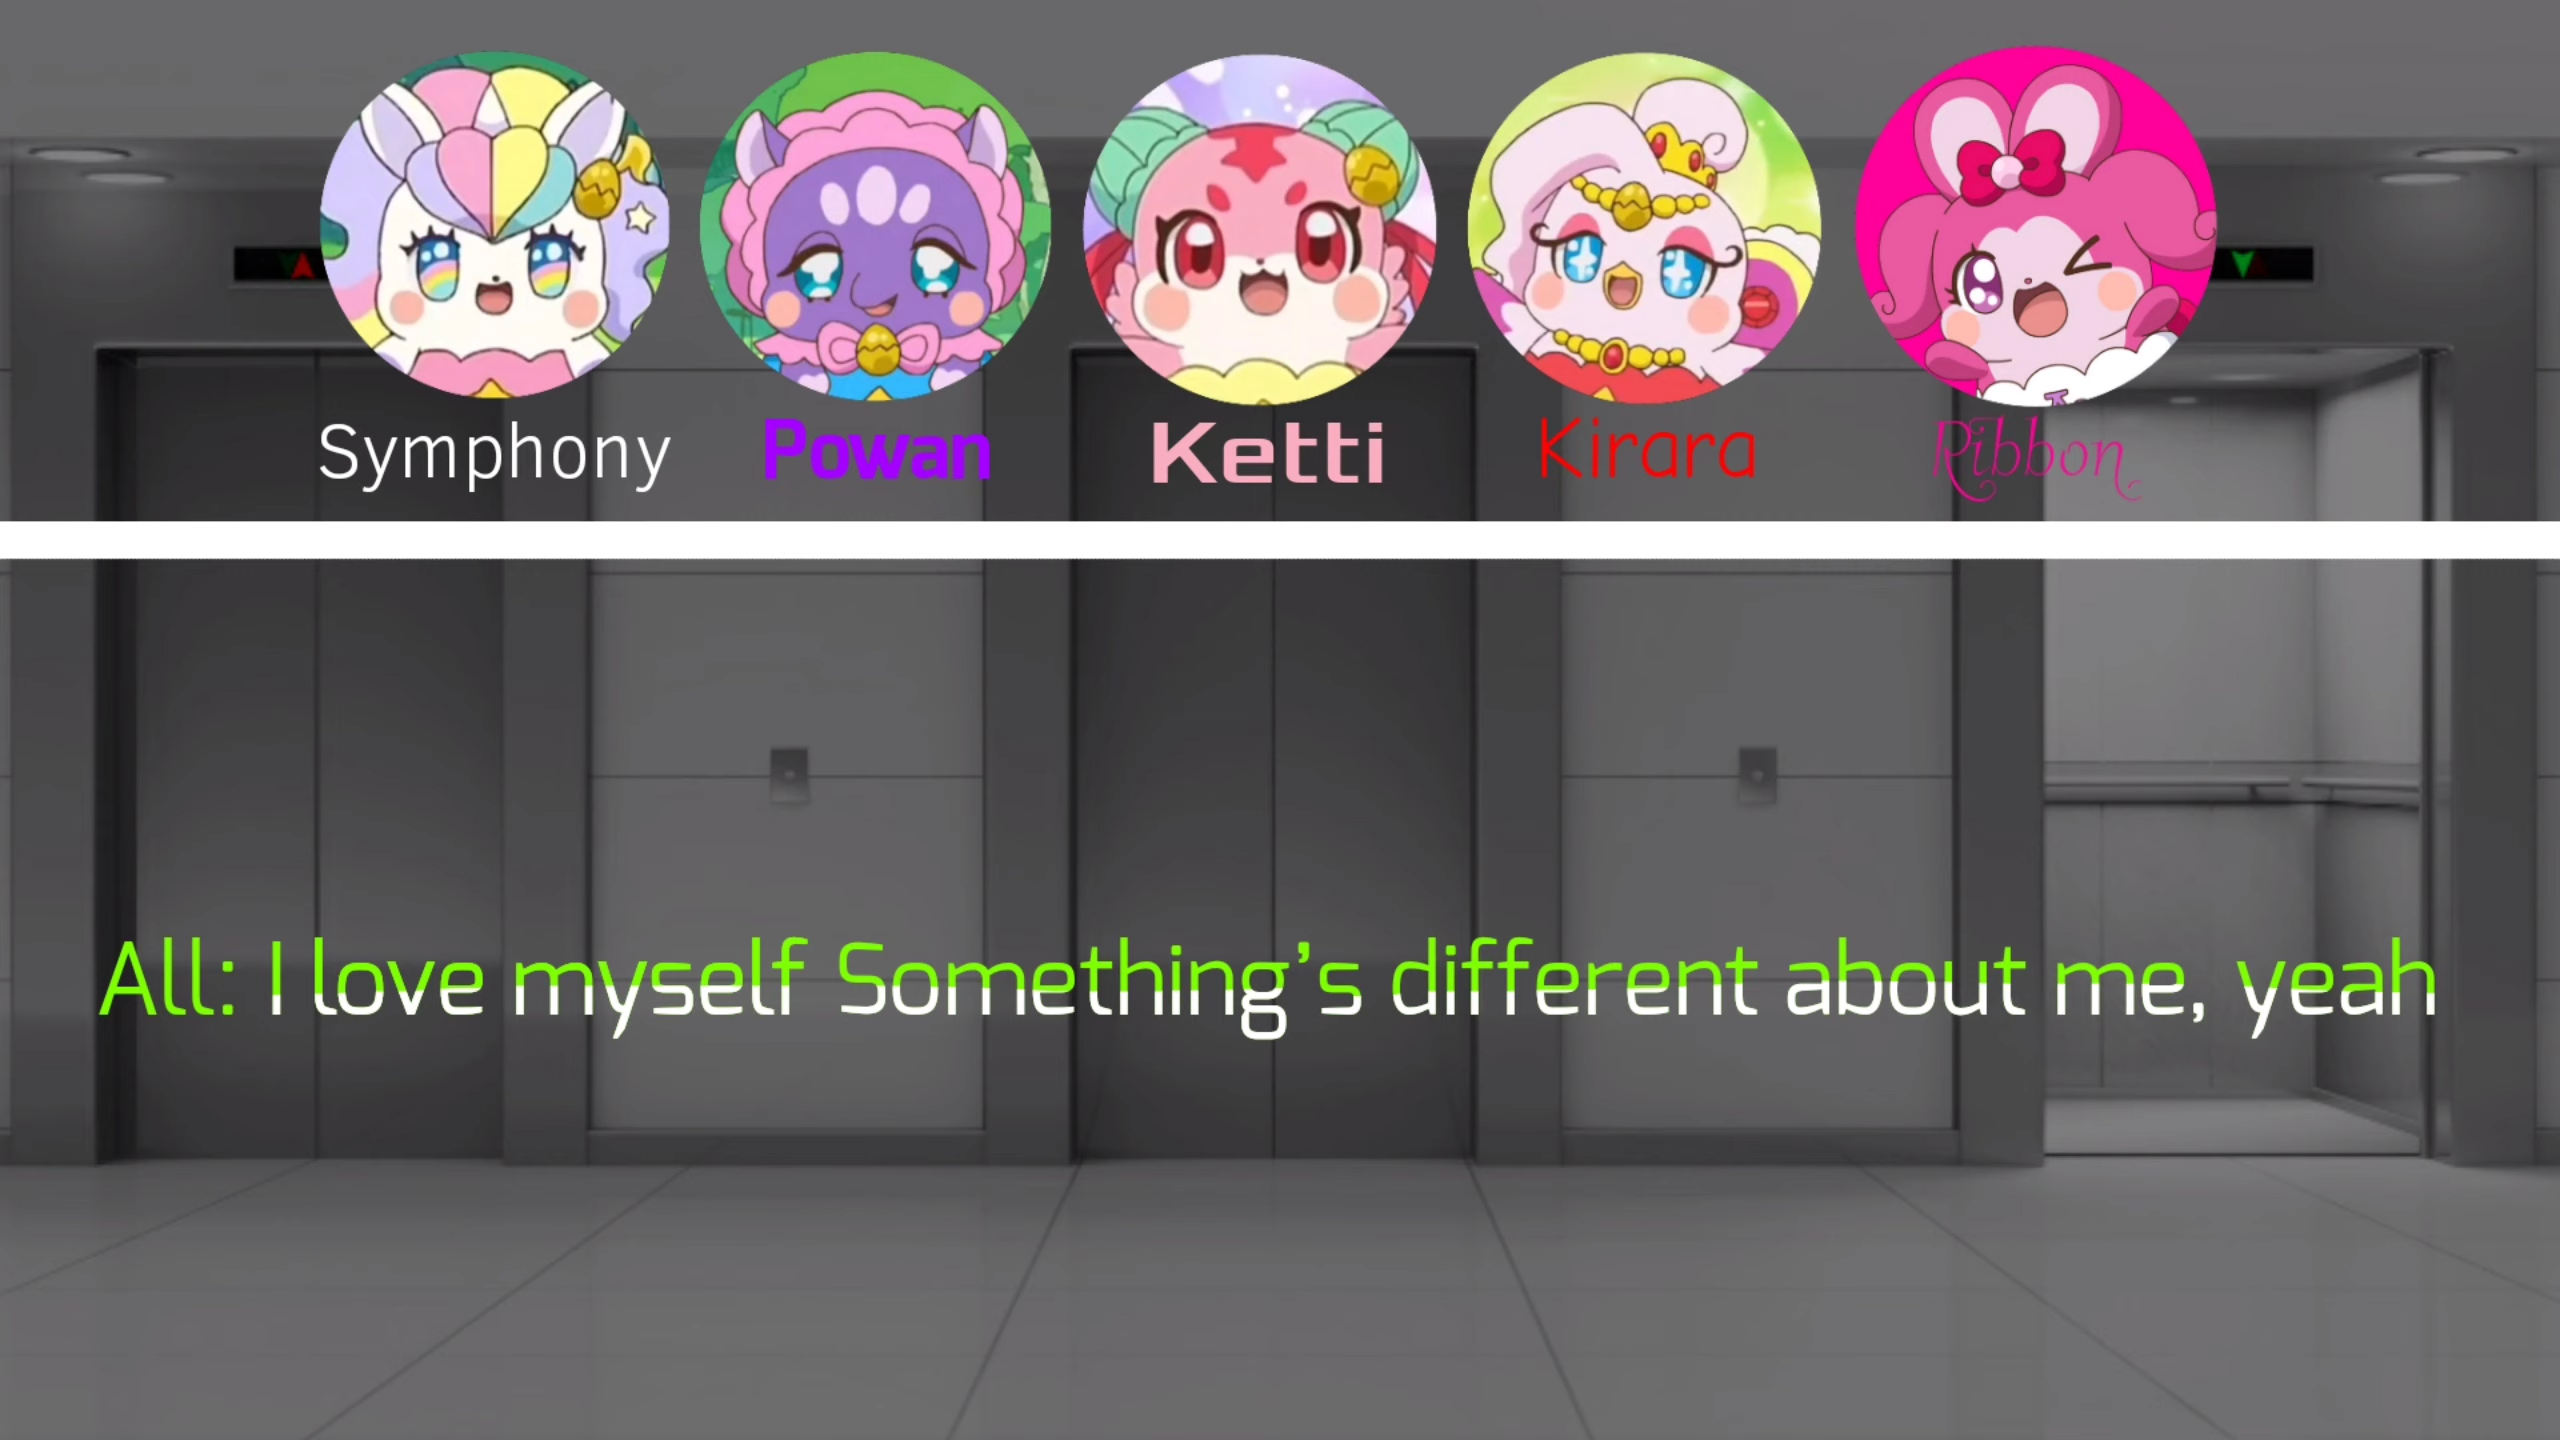 Symphony Powan Ketti Kirara Ribbon
All: I love myself Something's different about me, yeah